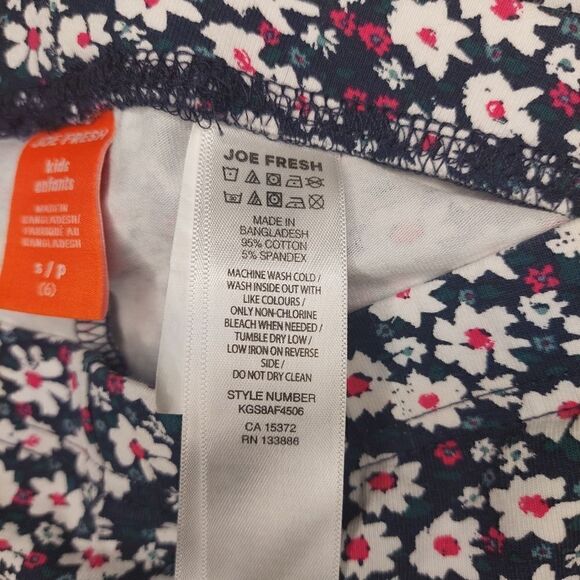 JOE FRESH
kids
enfants
MADE IN
BANGLADESH/
FABRIQUÉ AU
BANGLADESH
S/P
(6)
JOE FRESH
MADE IN
BANGLADESH
95% COTTON
5% SPANDEX
MACHINE WASH COLD /
WASH INSIDE OUT WITH
LIKE COLOURS /
ONLY NON-CHLORINE
BLEACH WHEN NEEDED /
TUMBLE DRY LOW /
LOW IRON ON REVERSE
SIDE /
DO NOT DRY CLEAN
STYLE NUMBER
KGS8AF4506
CA 15372
RN 133886